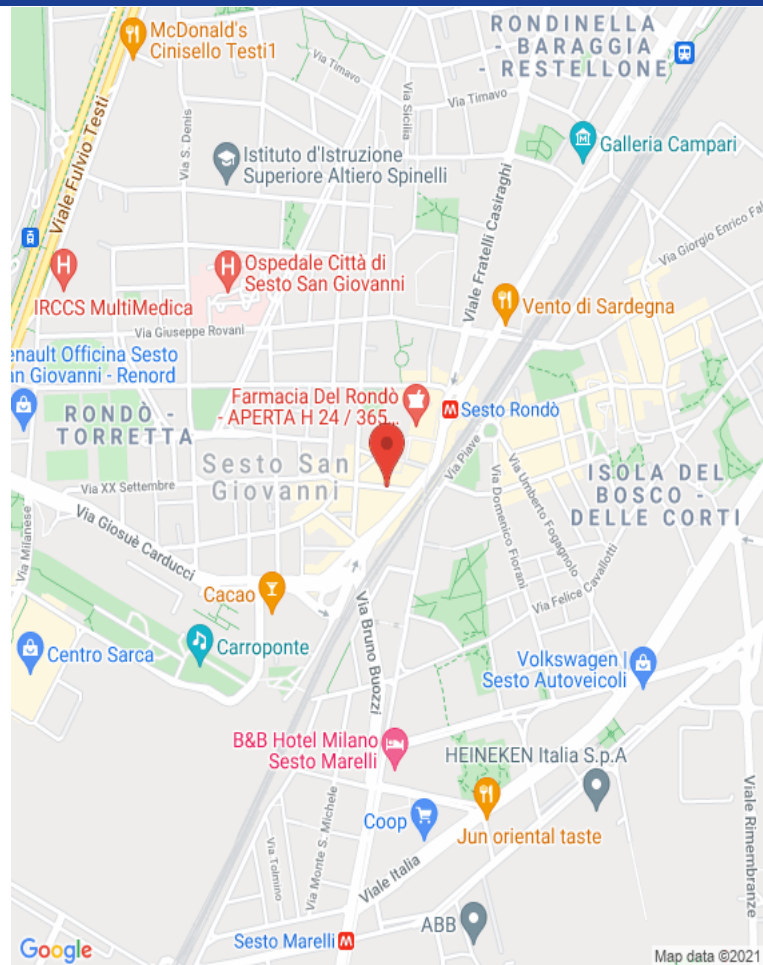 McDonald's
Cinisello Testi1
RONDINELLA
- BARAGGIA
- RESTELLONE
Via Timavo
Via Timavo
Via Sicilia
Via S. Denis
Viale Fulvio Testi
Galleria Campari
Istituto d'Istruzione
Superiore Altiero Spinelli
Viale Fratelli Casiraghi
Via Giorgio Enrico Fal
H
IRCCS MultiMedica
H
Ospedale Città di
Sesto San Giovanni
Vento di Sardegna
Via Giuseppe Rovani
enault Officina Sesto
an Giovanni - Renord
Farmacia Del Rondò
- APERTA H 24 / 365...
M Sesto Rondò
RONDÒ -
TORRETTA
Sesto San
Giovanni
Via Piave
ISOLA DEL
BOSCO -
DELLE CORTI
Via XX Settembre
Via Umberto Fogagnolo
Via Domenico Fiorani
Via Milanese
Via Giosuè Carducci
Via Felice Cavallotti
Cacao
Via Bruno Buozzi
Centro Sarca
Carroponte
Volkswagen |
Sesto Autoveicoli
B&B Hotel Milano
Sesto Marelli
HEINEKEN Italia S.p.A
Via Monte S. Michele
Via Tolmino
Coop
Jun oriental taste
Viale Italia
Viale Rimembranze
ABB
Sesto Marelli M
Google
Map data ©2021